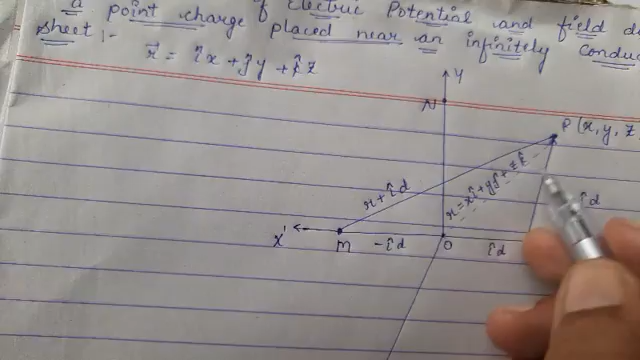 a point charge of Electric Potential and field d
sheet :- placed near an infinitely Conduc
r⃗ = îx + ĵy + k̂z
Y
N
P(x, y, z
r + îd
r = xî + yĵ + zk̂
îd
X'
M
-îd
O
îd